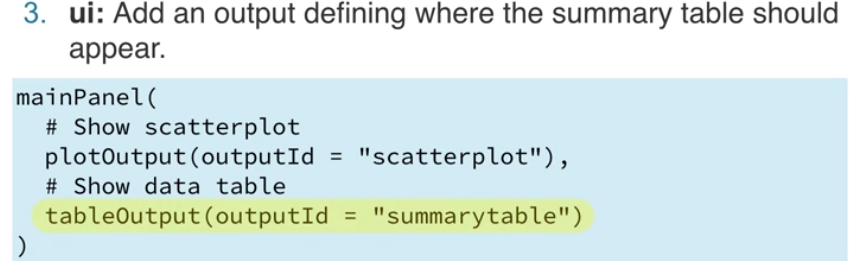 3. ui: Add an output defining where the summary table should
appear.
mainPanel(
  # Show scatterplot
  plotOutput(outputId = "scatterplot"),
  # Show data table
  tableOutput(outputId = "summarytable")
)